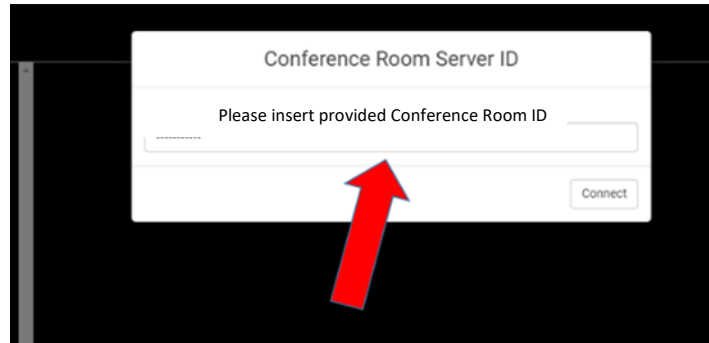 Conference Room Server ID
Please insert provided Conference Room ID
-----------
Connect